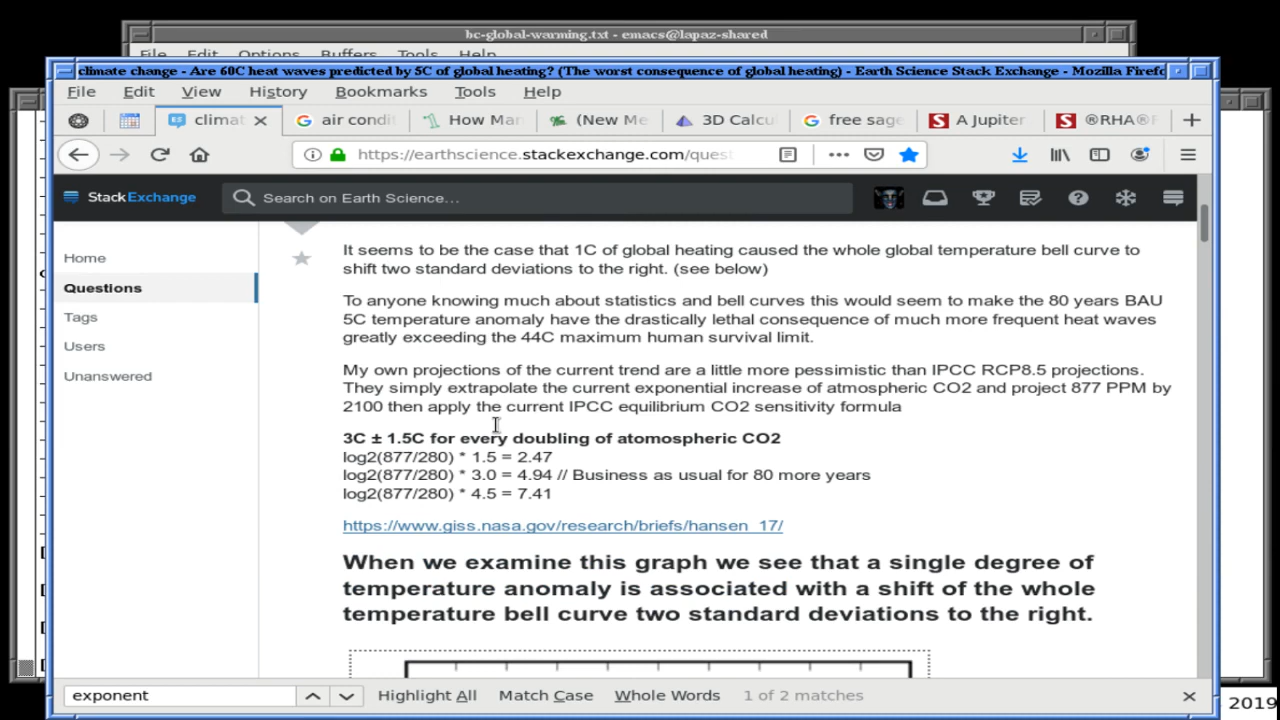 bc-global-warming.txt - emacs@lapaz-shared
File Edit Options Buffers Tools Help
climate change - Are 60C heat waves predicted by 5C of global heating? (The worst consequence of global heating) - Earth Science Stack Exchange - Mozilla Firefo
File Edit View History Bookmarks Tools Help
climat air condi How Mar (New Me 3D Calcu free sage A Jupiter ®RHA®F
https://earthscience.stackexchange.com/quest
StackExchange Search on Earth Science...
Home
Questions
Tags
Users
Unanswered
It seems to be the case that 1C of global heating caused the whole global temperature bell curve to
shift two standard deviations to the right. (see below)
To anyone knowing much about statistics and bell curves this would seem to make the 80 years BAU
5C temperature anomaly have the drastically lethal consequence of much more frequent heat waves
greatly exceeding the 44C maximum human survival limit.
My own projections of the current trend are a little more pessimistic than IPCC RCP8.5 projections.
They simply extrapolate the current exponential increase of atmospheric CO2 and project 877 PPM by
2100 then apply the current IPCC equilibrium CO2 sensitivity formula
3C ± 1.5C for every doubling of atomospheric CO2
log2(877/280) * 1.5 = 2.47
log2(877/280) * 3.0 = 4.94 // Business as usual for 80 more years
log2(877/280) * 4.5 = 7.41
https://www.giss.nasa.gov/research/briefs/hansen_17/
When we examine this graph we see that a single degree of
temperature anomaly is associated with a shift of the whole
temperature bell curve two standard deviations to the right.
exponent Highlight All Match Case Whole Words 1 of 2 matches
2019